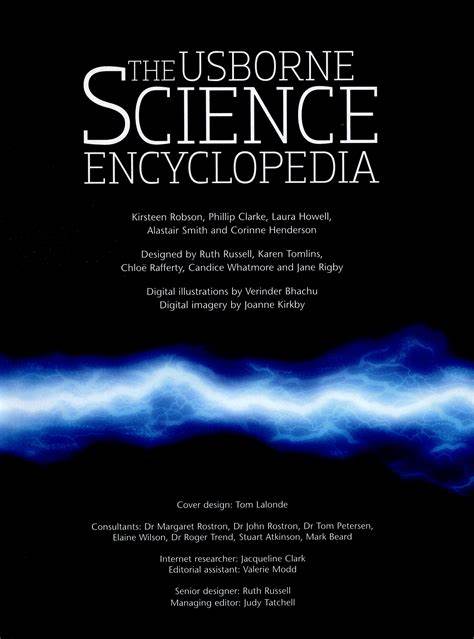 THE USBORNE
SCIENCE
ENCYCLOPEDIA
Kirsteen Robson, Phillip Clarke, Laura Howell,
Alastair Smith and Corinne Henderson
Designed by Ruth Russell, Karen Tomlins,
Chloë Rafferty, Candice Whatmore and Jane Rigby
Digital illustrations by Verinder Bhachu
Digital imagery by Joanne Kirkby
Cover design: Tom Lalonde
Consultants: Dr Margaret Rostron, Dr John Rostron, Dr Tom Petersen,
Elaine Wilson, Dr Roger Trend, Stuart Atkinson, Mark Beard
Internet researcher: Jacqueline Clark
Editorial assistant: Valerie Modd
Senior designer: Ruth Russell
Managing editor: Judy Tatchell